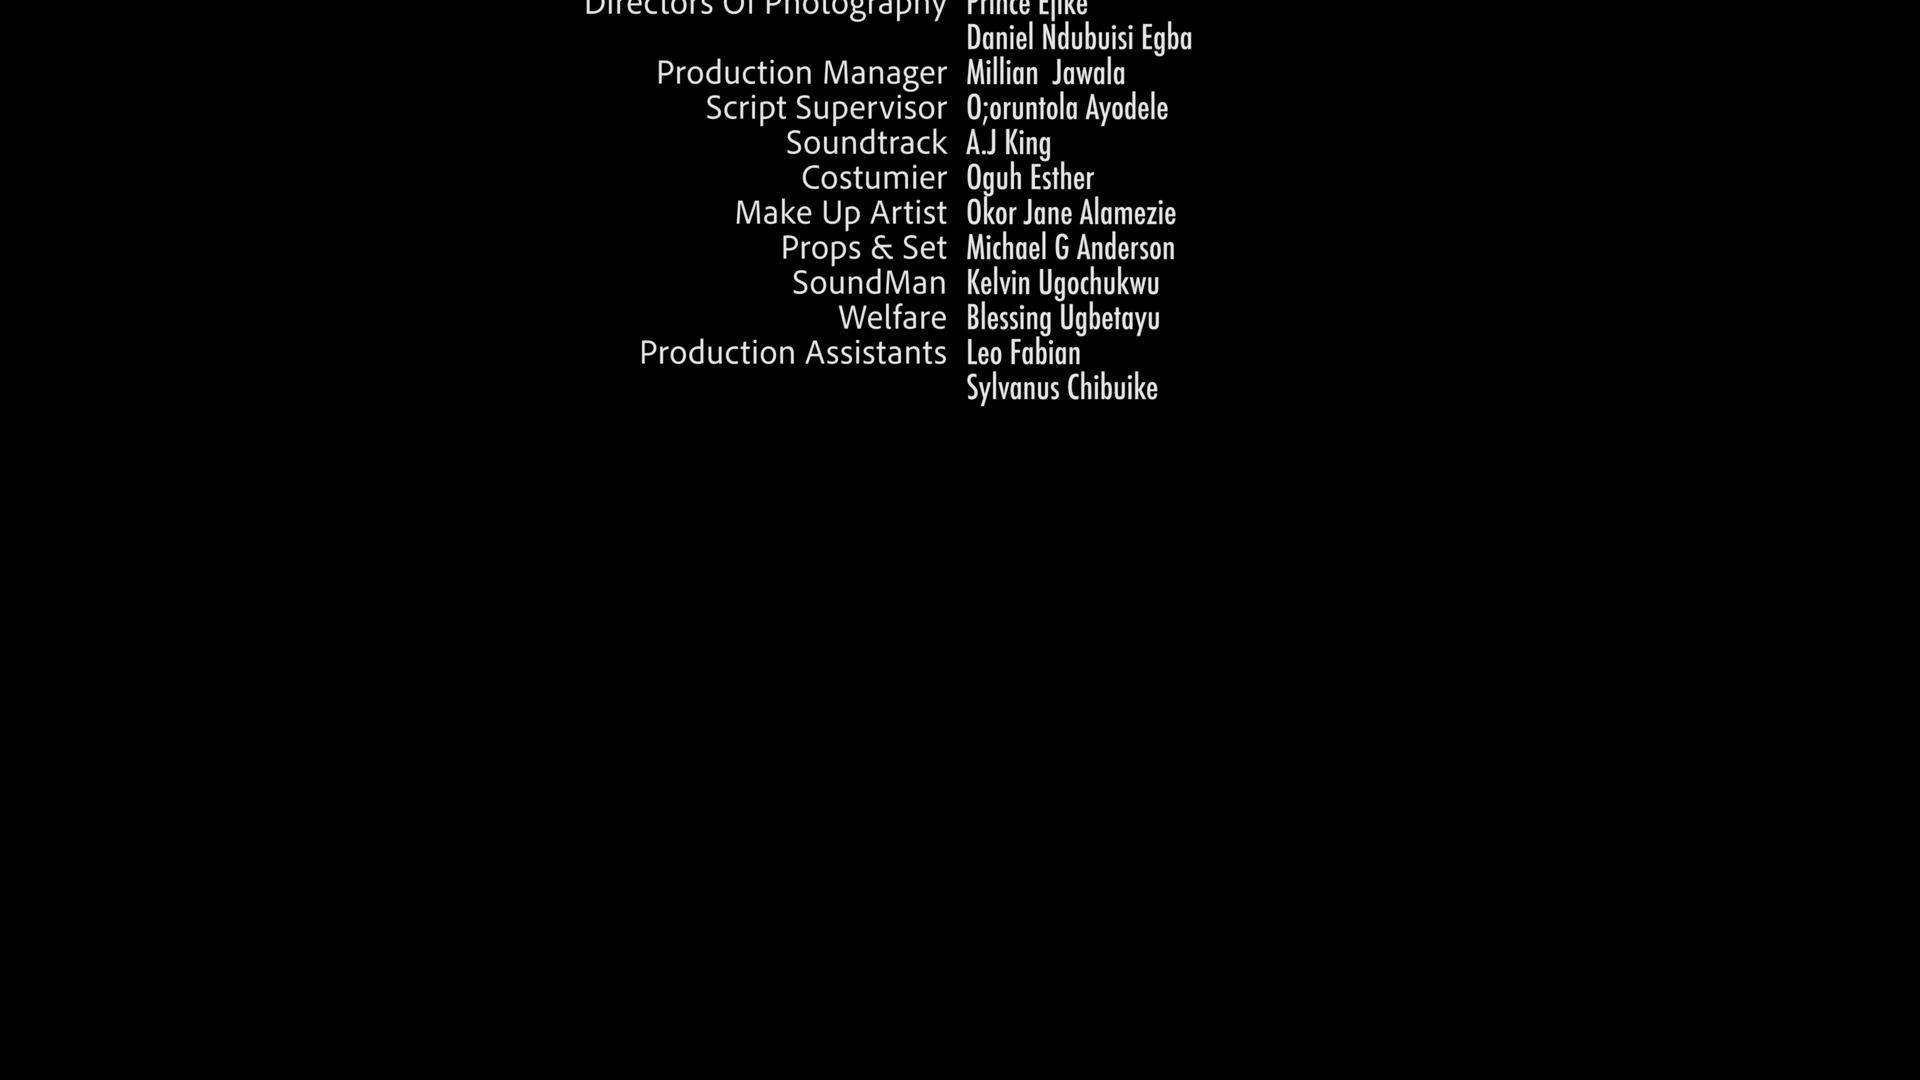 Directors Of Photography Prince Ejike
Daniel Ndubuisi Egba
Production Manager Millian  Jawala
Script Supervisor O;oruntola Ayodele
Soundtrack A.J King
Costumier Oguh Esther
Make Up Artist Okor Jane Alamezie
Props & Set Michael G Anderson
SoundMan Kelvin Ugochukwu
Welfare Blessing Ugbetayu
Production Assistants Leo Fabian
Sylvanus Chibuike